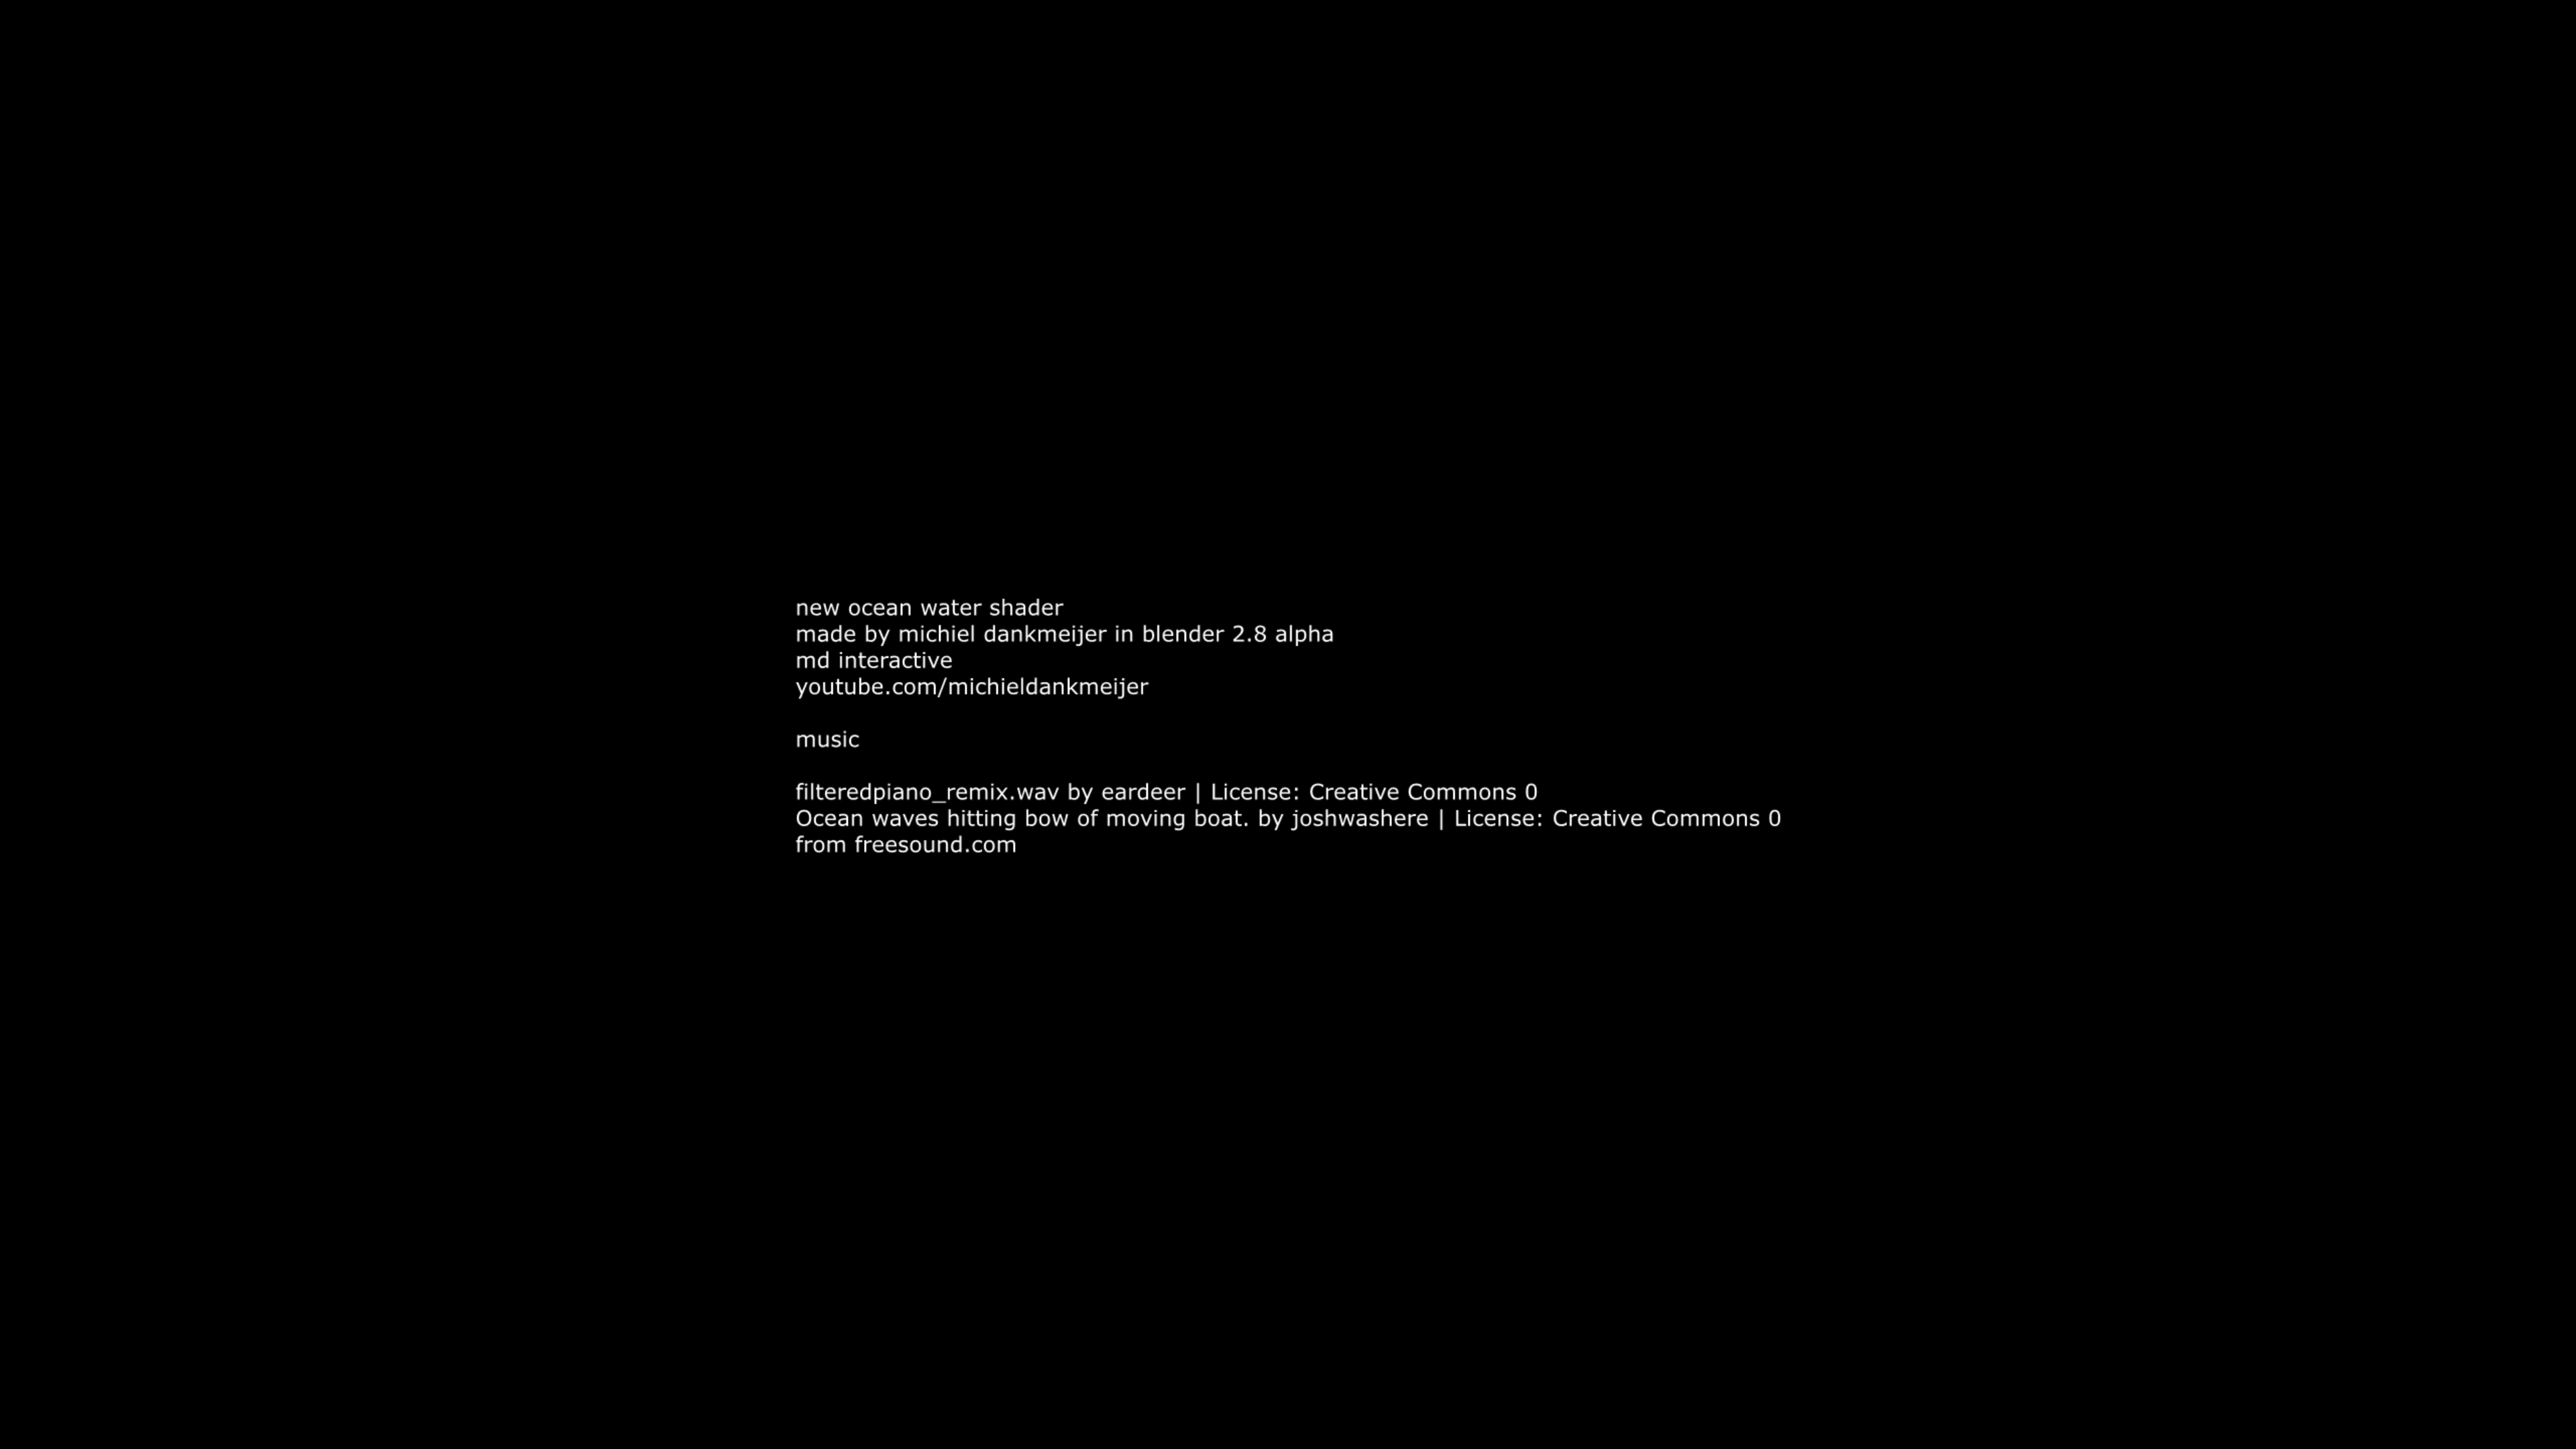 new ocean water shader
made by michiel dankmeijer in blender 2.8 alpha
md interactive
youtube.com/michieldankmeijer
music
filteredpiano_remix.wav by eardeer | License: Creative Commons 0
Ocean waves hitting bow of moving boat. by joshwashere | License: Creative Commons 0
from freesound.com